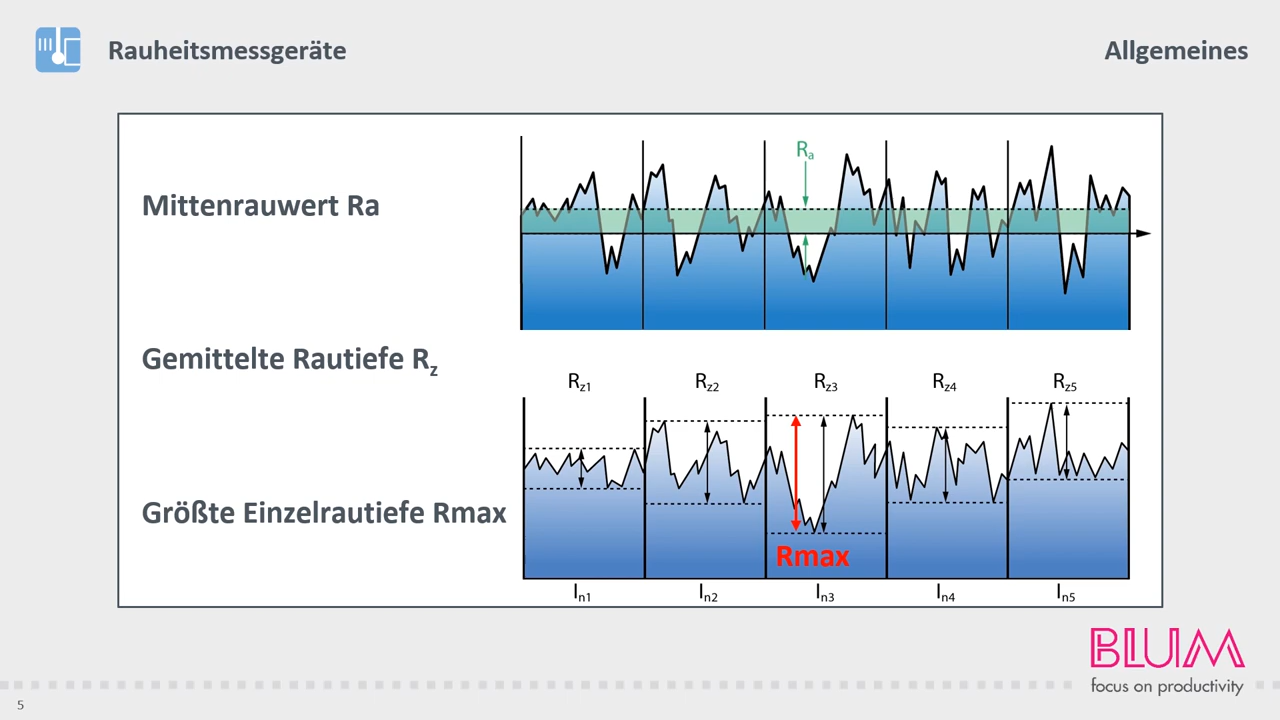 Rauheitsmessgeräte
Allgemeines
Mittenrauwert Ra
Ra
Gemittelte Rautiefe Rz
Rz1 Rz2 Rz3 Rz4 Rz5
Größte Einzelrautiefe Rmax
Rmax
ln1 ln2 ln3 ln4 ln5
BLUM
focus on productivity
5